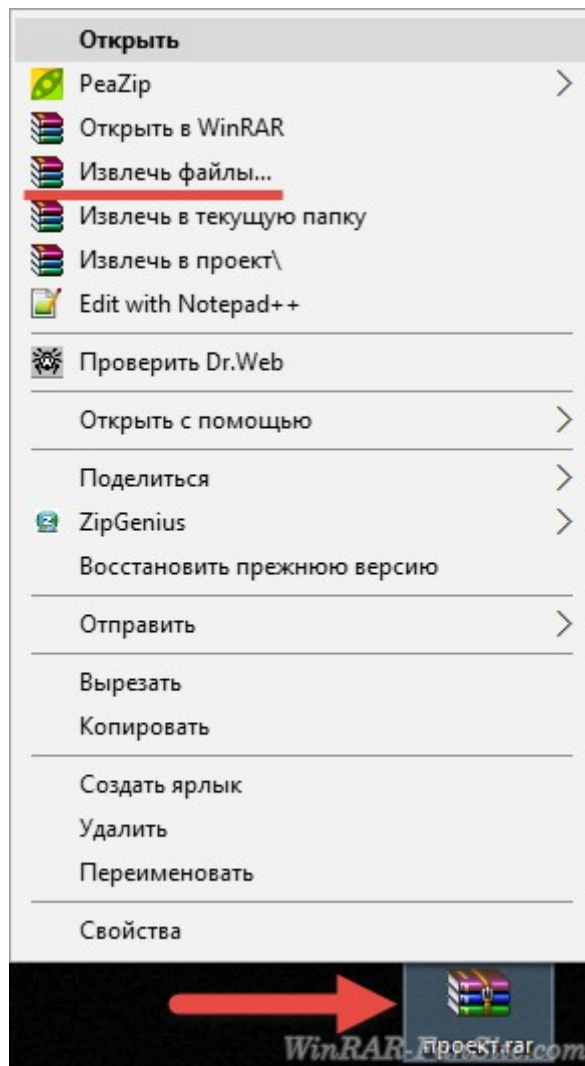 Открыть
PeaZip
Открыть в WinRAR
Извлечь файлы...
Извлечь в текущую папку
Извлечь в проект\
Edit with Notepad++
Проверить Dr.Web
Открыть с помощью
Поделиться
ZipGenius
Восстановить прежнюю версию
Отправить
Вырезать
Копировать
Создать ярлык
Удалить
Переименовать
Свойства
проект.rar